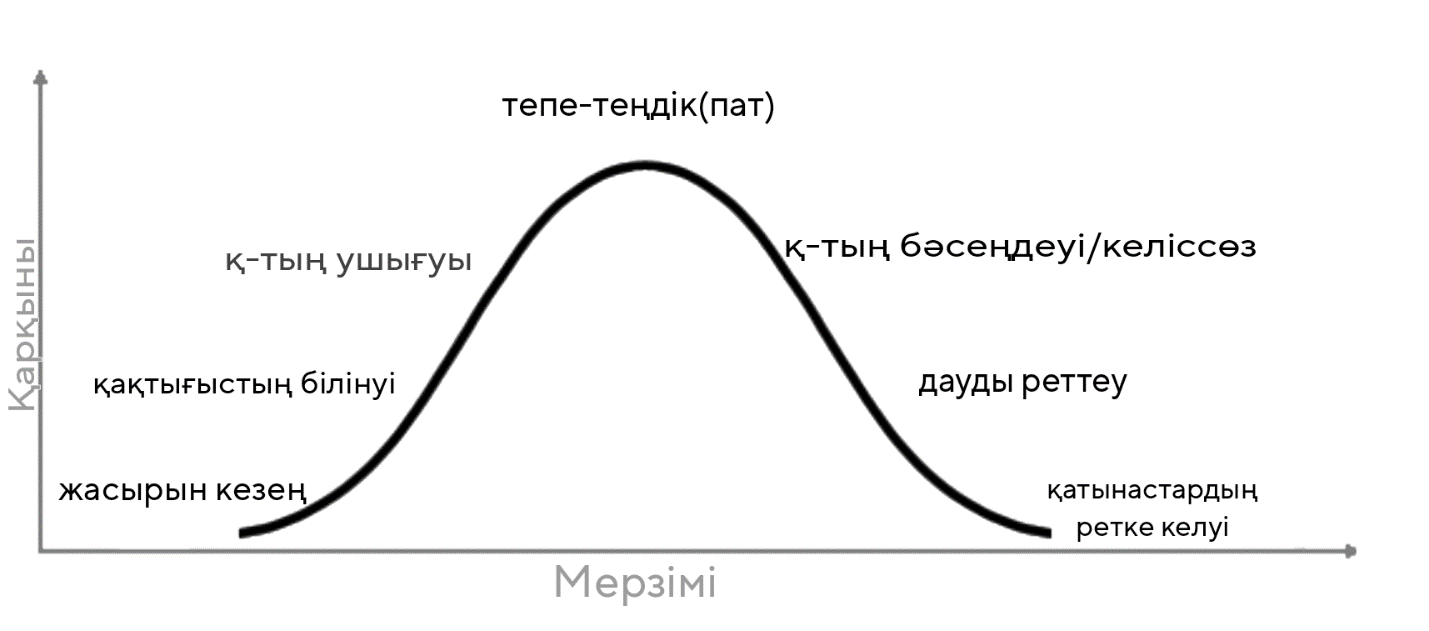 тепе-теңдік(пат)
қ-тың ушығуы
қ-тың бәсеңдеуі/келіссөз
Қарқыны
қақтығыстың білінуі
дауды реттеу
жасырын кезең
қатынастардың
ретке келуі
Мерзімі